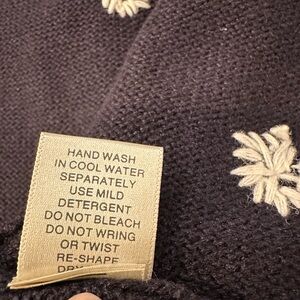 HAND WASH
IN COOL WATER
SEPARATELY
USE MILD
DETERGENT
DO NOT BLEACH
DO NOT WRING
OR TWIST
RE-SHAPE